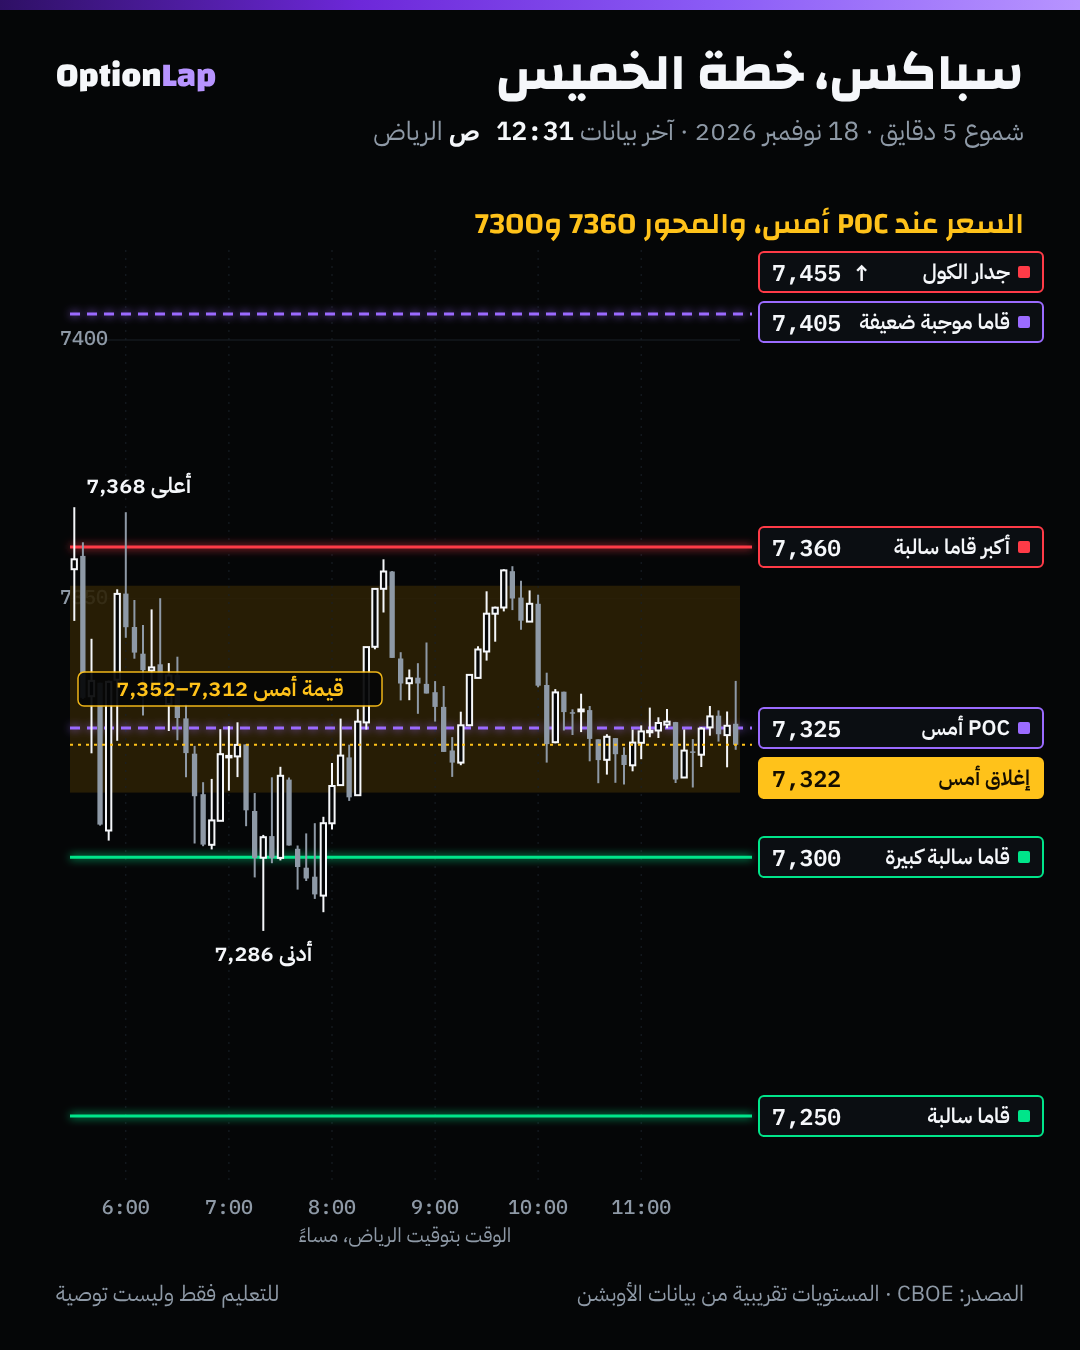 سباكس، خطة الخميس
OptionLap
شموع 5 دقايق · 18 نوفمبر 2026 · آخر بيانات 12:31 ص الرياض
السعر عند POC أمس، والمحور 7360 و7300
جدار الكول ↑ 7,455
قاما موجبة ضعيفة 7,405
7400
أعلى 7,368
أكبر قاما سالبة 7,360
7350
قيمة أمس 7,312–7,352
POC أمس 7,325
إغلاق أمس 7,322
قاما سالبة كبيرة 7,300
أدنى 7,286
قاما سالبة 7,250
6:00 7:00 8:00 9:00 10:00 11:00
الوقت بتوقيت الرياض، مساءً
المصدر: CBOE · المستويات تقريبية من بيانات الأوبشن
للتعليم فقط وليست توصية